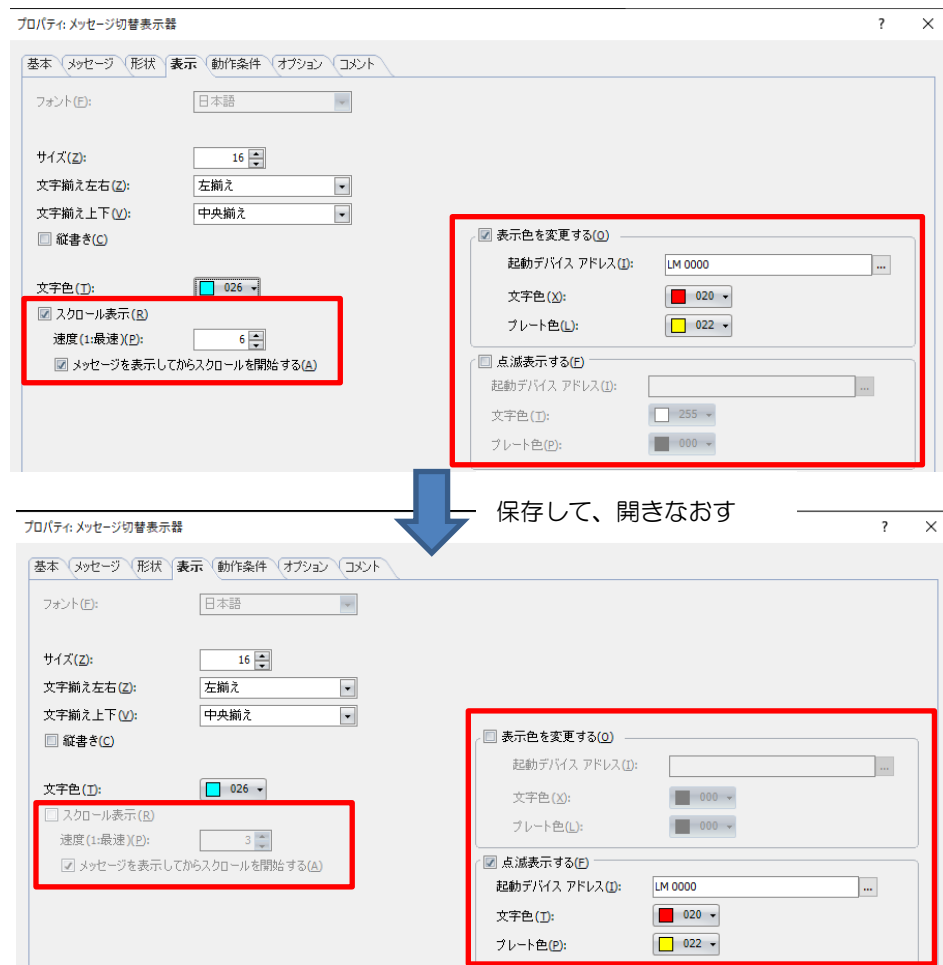 プロパティ: メッセージ切替表示器 ? ×
基本 メッセージ 形状 表示 動作条件 オプション コメント
フォント(F): 日本語
サイズ(Z): 16
文字揃え左右(Z): 左揃え
文字揃え上下(V): 中央揃え
縦書き(C)
表示色を変更する(O)
起動デバイス アドレス(I): LM 0000 ...
文字色(T): 026
文字色(X): 020
スクロール表示(R)
プレート色(L): 022
速度(1:最速)(P): 6
メッセージを表示してからスクロールを開始する(A)
点滅表示する(F)
起動デバイス アドレス(I): ...
文字色(T): 255
プレート色(P): 000
保存して、開きなおす
プロパティ: メッセージ切替表示器 ? ×
基本 メッセージ 形状 表示 動作条件 オプション コメント
フォント(F): 日本語
サイズ(Z): 16
文字揃え左右(Z): 左揃え
文字揃え上下(V): 中央揃え
縦書き(C)
表示色を変更する(O)
起動デバイス アドレス(I): ...
文字色(T): 026
文字色(X): 000
スクロール表示(R)
プレート色(L): 000
速度(1:最速)(P): 3
メッセージを表示してからスクロールを開始する(A)
点滅表示する(F)
起動デバイス アドレス(I): LM 0000 ...
文字色(T): 020
プレート色(P): 022